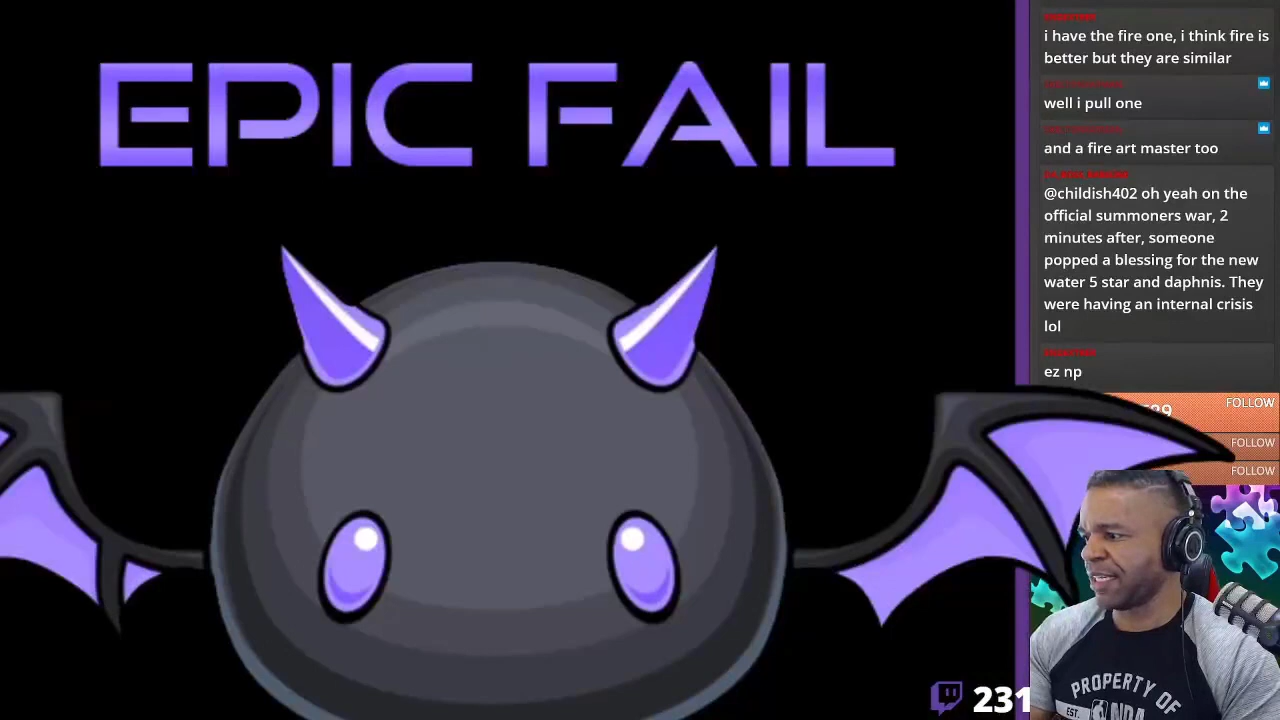 EPIC FAIL
i have the fire one, i think fire is
better but they are similar
well i pull one
and a fire art master too
@childish402 oh yeah on the
official summoners war, 2
minutes after, someone
popped a blessing for the new
water 5 star and daphnis. They
were having an internal crisis
lol
ez np
FOLLOW
FOLLOW
FOLLOW
231
PROPERTY OF
EST.